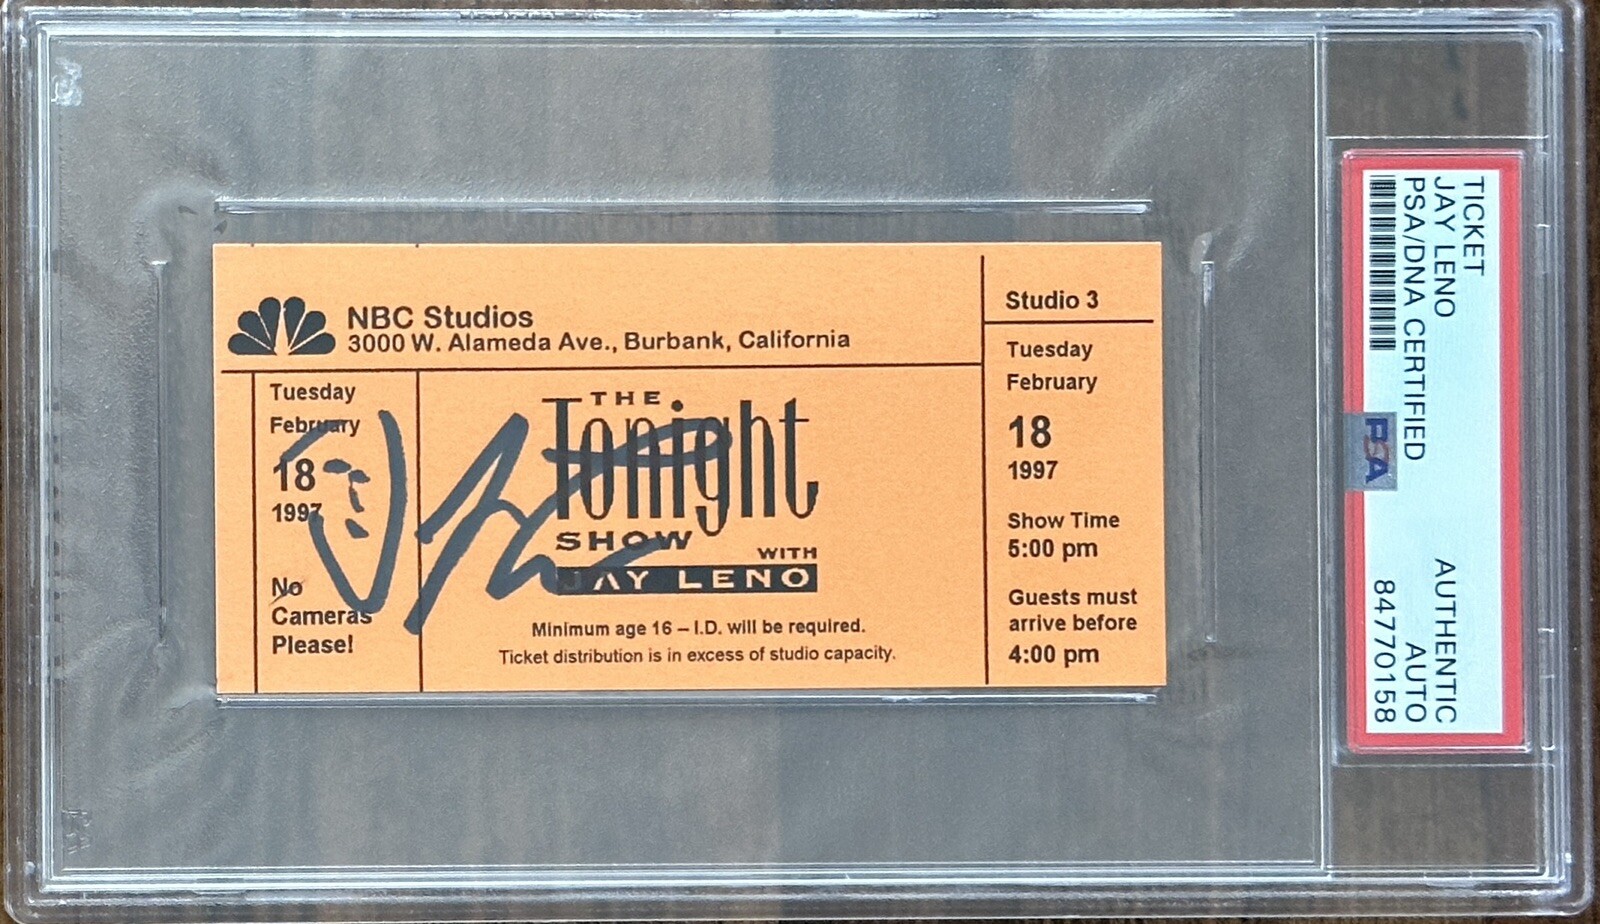 NBC Studios
3000 W. Alameda Ave., Burbank, California
Tuesday
February
18
1997
No
Cameras
Please!
THE
Tonight
SHOW
WITH
JAY LENO
Minimum age 16 – I.D. will be required.
Ticket distribution is in excess of studio capacity.
Studio 3
Tuesday
February
18
1997
Show Time
5:00 pm
Guests must
arrive before
4:00 pm
TICKET
JAY LENO
PSA/DNA CERTIFIED
PSA
AUTHENTIC
AUTO
84770158